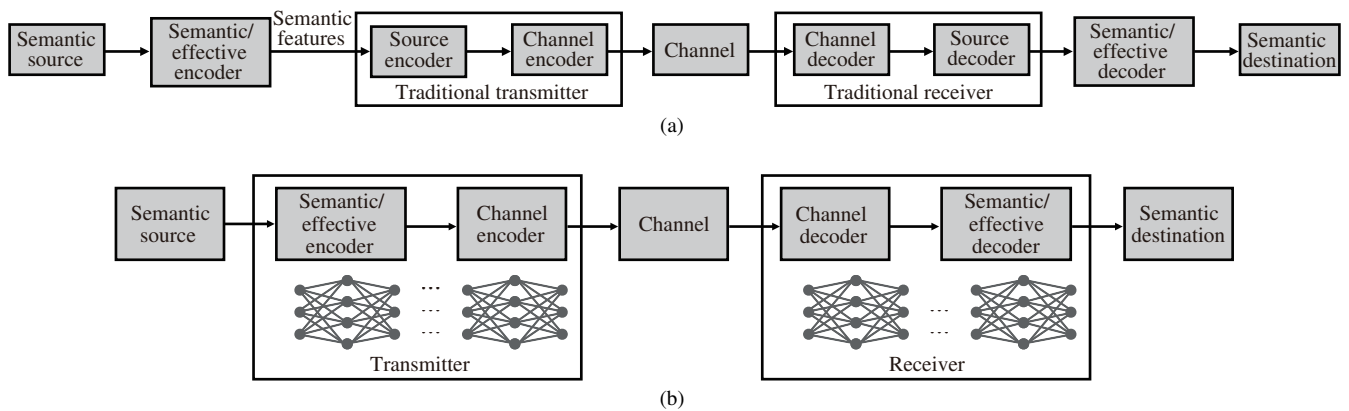 Semantic
source
Semantic/
effective
encoder
Semantic
features
Source
encoder
Channel
encoder
Traditional transmitter
Channel
Channel
decoder
Source
decoder
Traditional receiver
Semantic/
effective
decoder
Semantic
destination
(a)
Semantic
source
Semantic/
effective
encoder
Channel
encoder
...
...
...
Transmitter
Channel
Channel
decoder
Semantic/
effective
decoder
...
...
Receiver
Semantic
destination
(b)